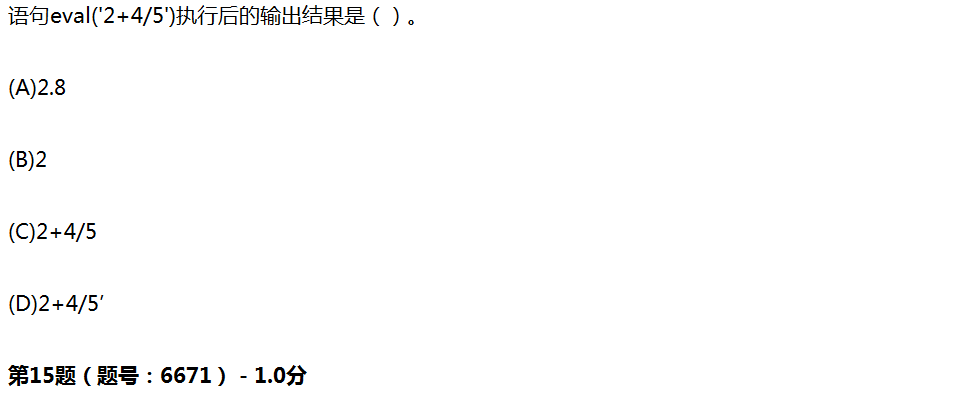 语句eval('2+4/5')执行后的输出结果是（ ）。
(A)2.8
(B)2
(C)2+4/5
(D)2+4/5′
第15题（题号：6671） - 1.0分